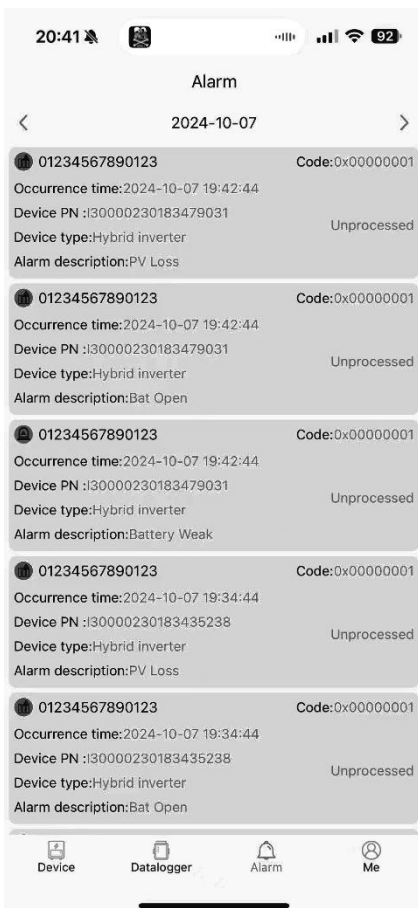 20:41
92
Alarm
2024-10-07
01234567890123 Code:0x00000001
Occurrence time:2024-10-07 19:42:44
Device PN :I30000230183479031
Unprocessed
Device type:Hybrid inverter
Alarm description:PV Loss
01234567890123 Code:0x00000001
Occurrence time:2024-10-07 19:42:44
Device PN :I30000230183479031
Unprocessed
Device type:Hybrid inverter
Alarm description:Bat Open
01234567890123 Code:0x00000001
Occurrence time:2024-10-07 19:42:44
Device PN :I30000230183479031
Unprocessed
Device type:Hybrid inverter
Alarm description:Battery Weak
01234567890123 Code:0x00000001
Occurrence time:2024-10-07 19:34:44
Device PN :I30000230183435238
Unprocessed
Device type:Hybrid inverter
Alarm description:PV Loss
01234567890123 Code:0x00000001
Occurrence time:2024-10-07 19:34:44
Device PN :I30000230183435238
Unprocessed
Device type:Hybrid inverter
Alarm description:Bat Open
Device Datalogger Alarm Me